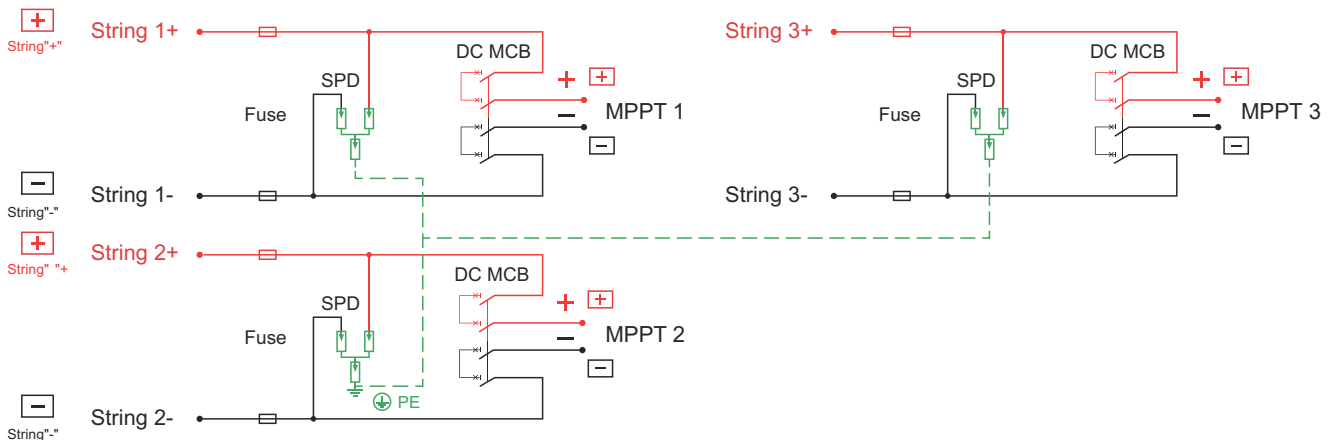 String 1+
String"+"
DC MCB
SPD
Fuse
+ +
MPPT 1
− −
String 1-
String"-"
String 3+
DC MCB
SPD
Fuse
+ +
MPPT 3
− −
String 3-
String 2+
String" "+
DC MCB
SPD
Fuse
+ +
MPPT 2
− −
PE
String 2-
String"-"